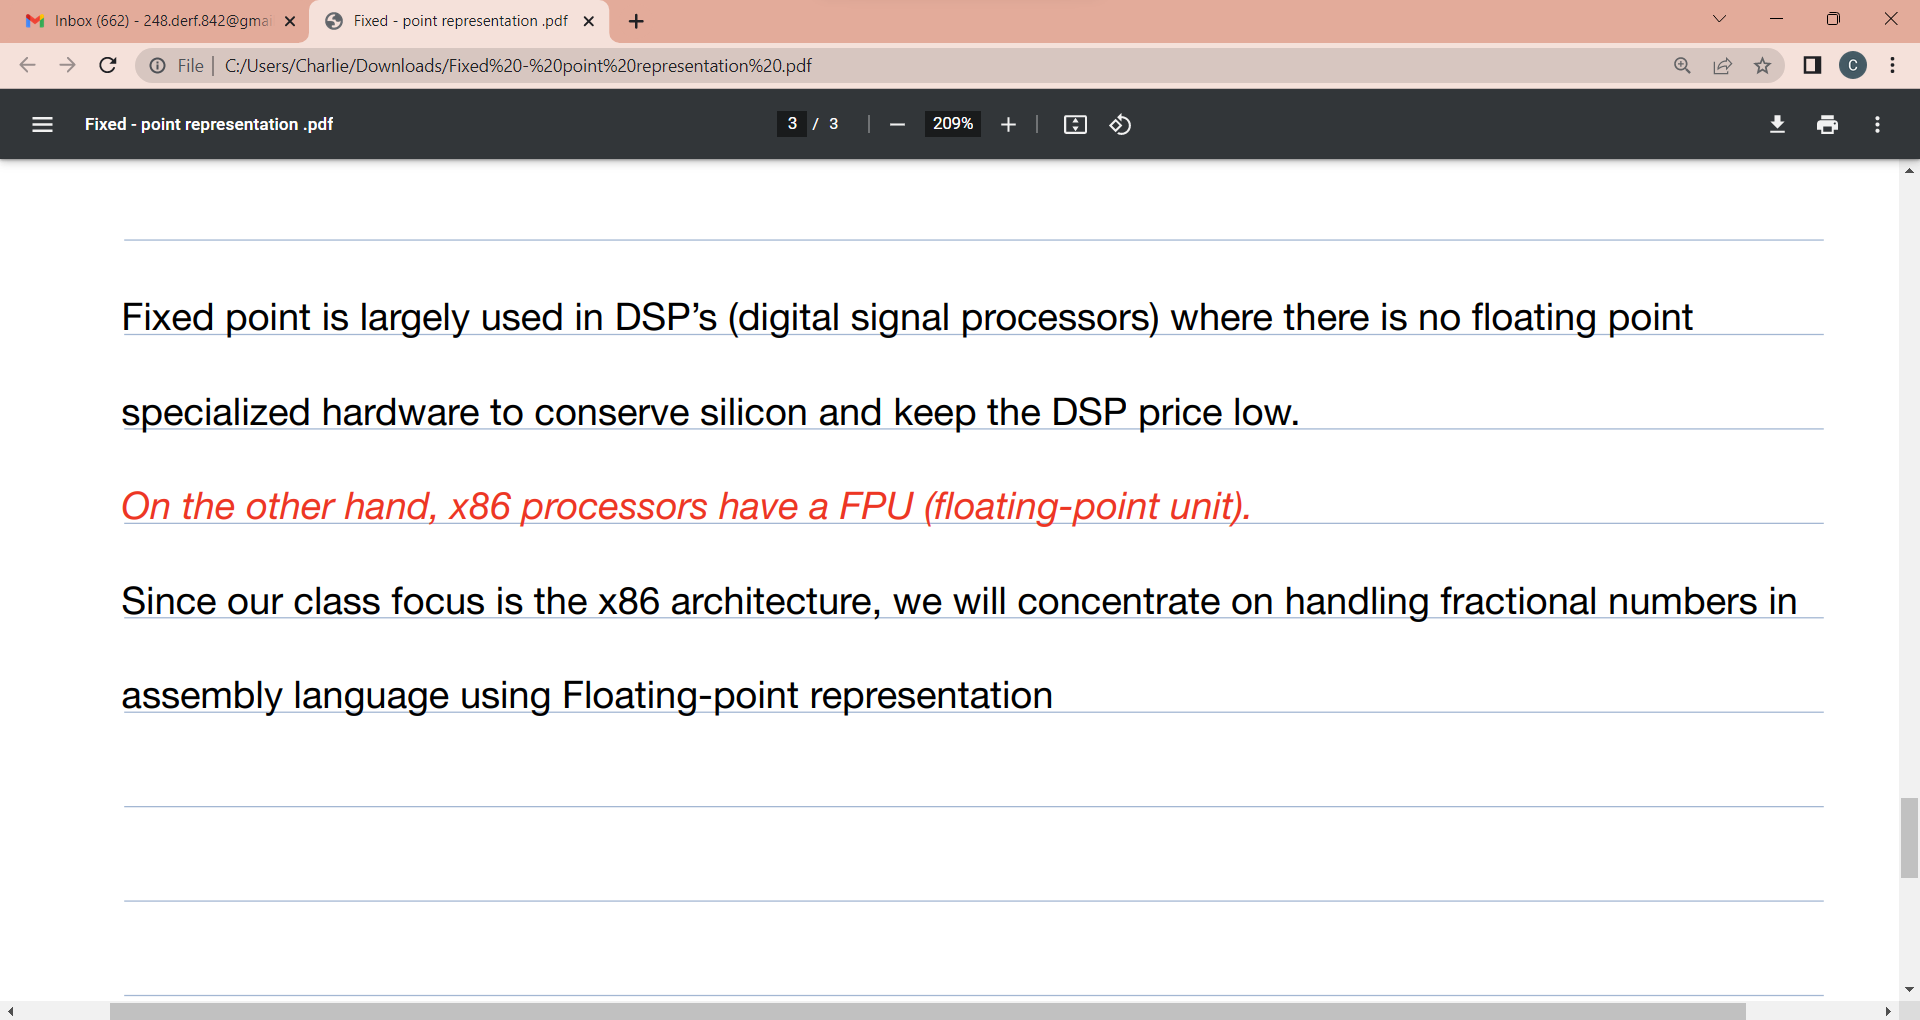 Inbox (662) - 248.derf.842@gmai
Fixed - point representation .pdf
File | C:/Users/Charlie/Downloads/Fixed%20-%20point%20representation%20.pdf
C
Fixed - point representation .pdf
3 / 3
209%
Fixed point is largely used in DSP’s (digital signal processors) where there is no floating point
specialized hardware to conserve silicon and keep the DSP price low.
On the other hand, x86 processors have a FPU (floating-point unit).
Since our class focus is the x86 architecture, we will concentrate on handling fractional numbers in
assembly language using Floating-point representation